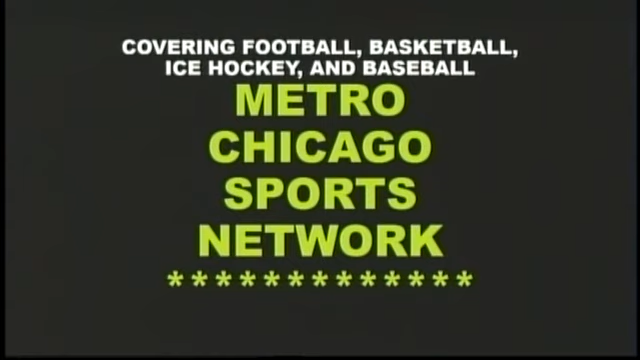 COVERING FOOTBALL, BASKETBALL,
ICE HOCKEY, AND BASEBALL
METRO
CHICAGO
SPORTS
NETWORK
*************